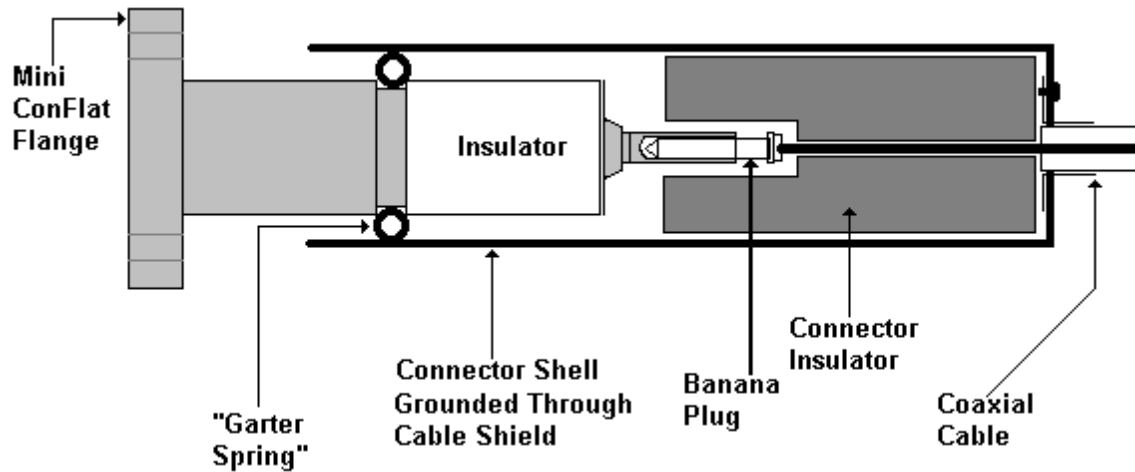 Mini
ConFlat
Flange
Insulator
"Garter
Spring"
Connector Shell
Grounded Through
Cable Shield
Banana
Plug
Connector
Insulator
Coaxial
Cable